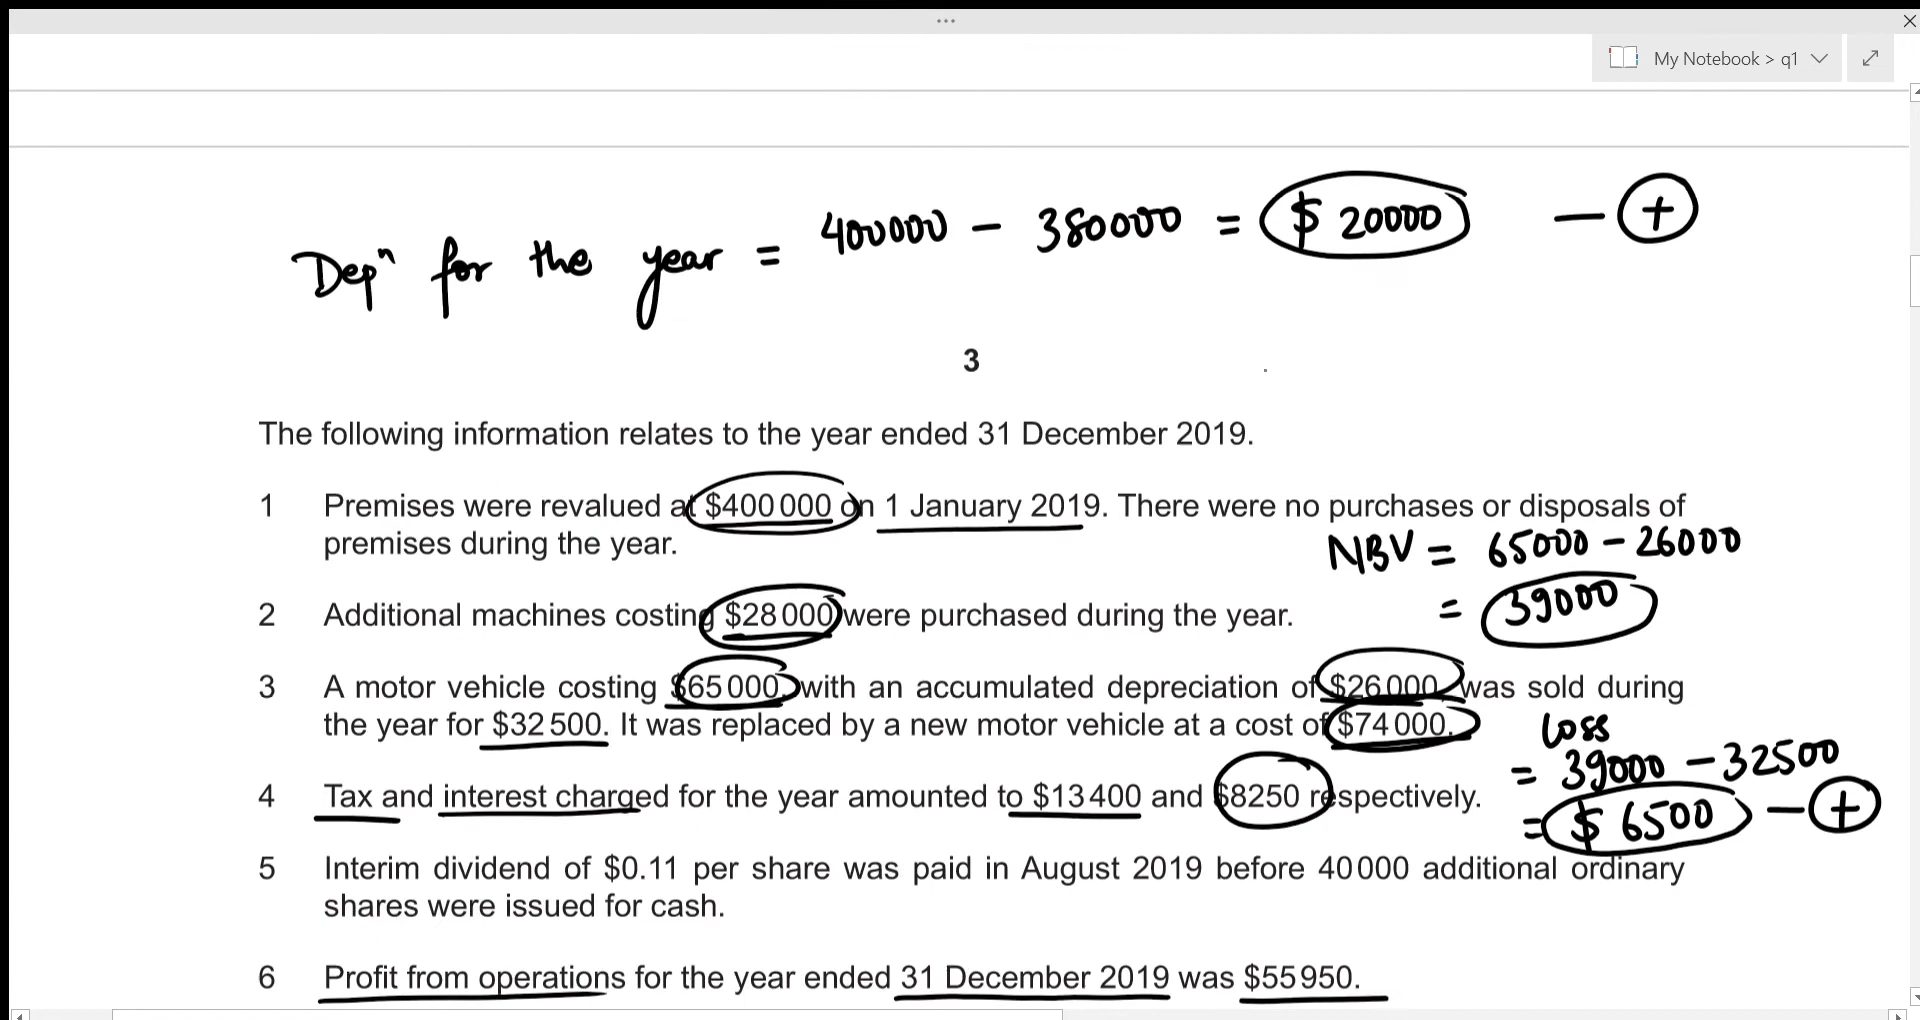 ...
My Notebook > q1
Depⁿ for the year = 400000 - 380000 = $ 20000 - +
3
The following information relates to the year ended 31 December 2019.
1 Premises were revalued at $400 000 on 1 January 2019. There were no purchases or disposals of
premises during the year.
NBV = 65000 - 26000
= 39000
2 Additional machines costing $28 000 were purchased during the year.
3 A motor vehicle costing $65 000, with an accumulated depreciation of $26 000, was sold during
the year for $32 500. It was replaced by a new motor vehicle at a cost of $74 000.
Loss
= 39000 - 32500
= $ 6500 - +
4 Tax and interest charged for the year amounted to $13 400 and $8250 respectively.
5 Interim dividend of $0.11 per share was paid in August 2019 before 40 000 additional ordinary
shares were issued for cash.
6 Profit from operations for the year ended 31 December 2019 was $55 950.